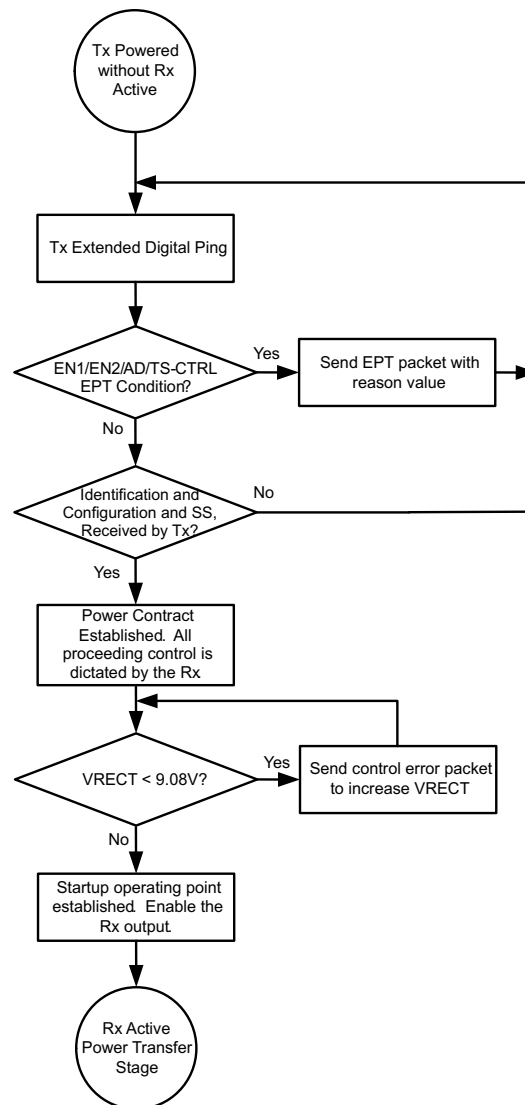 Tx Powered
without Rx
Active
Tx Extended Digital Ping
EN1/EN2/AD/TS-CTRL
EPT Condition?
Yes
Send EPT packet with
reason value
No
Identification and
Configuration and SS,
Received by Tx?
No
Yes
Power Contract
Established. All
proceeding control is
dictated by the Rx.
VRECT < 9.08V?
Yes
Send control error packet
to increase VRECT
No
Startup operating point
established. Enable the
Rx output.
Rx Active
Power Transfer
Stage